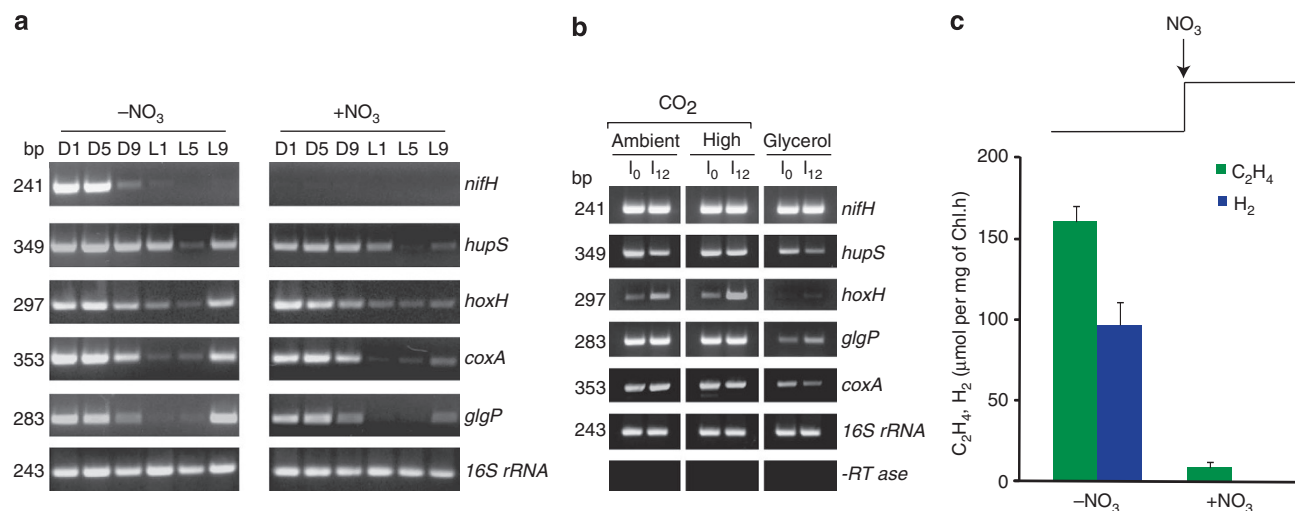 a
–NO3 +NO3
bp D1 D5 D9 L1 L5 L9 D1 D5 D9 L1 L5 L9
241 nifH
349 hupS
297 hoxH
353 coxA
283 glgP
243 16S rRNA
b
CO2
Ambient High Glycerol
bp I0 I12 I0 I12 I0 I12
241 nifH
349 hupS
297 hoxH
283 glgP
353 coxA
243 16S rRNA
-RT ase
c
NO3
C2H4, H2 (μmol per mg of Chl.h)
200
150
100
50
0
C2H4
H2
–NO3 +NO3